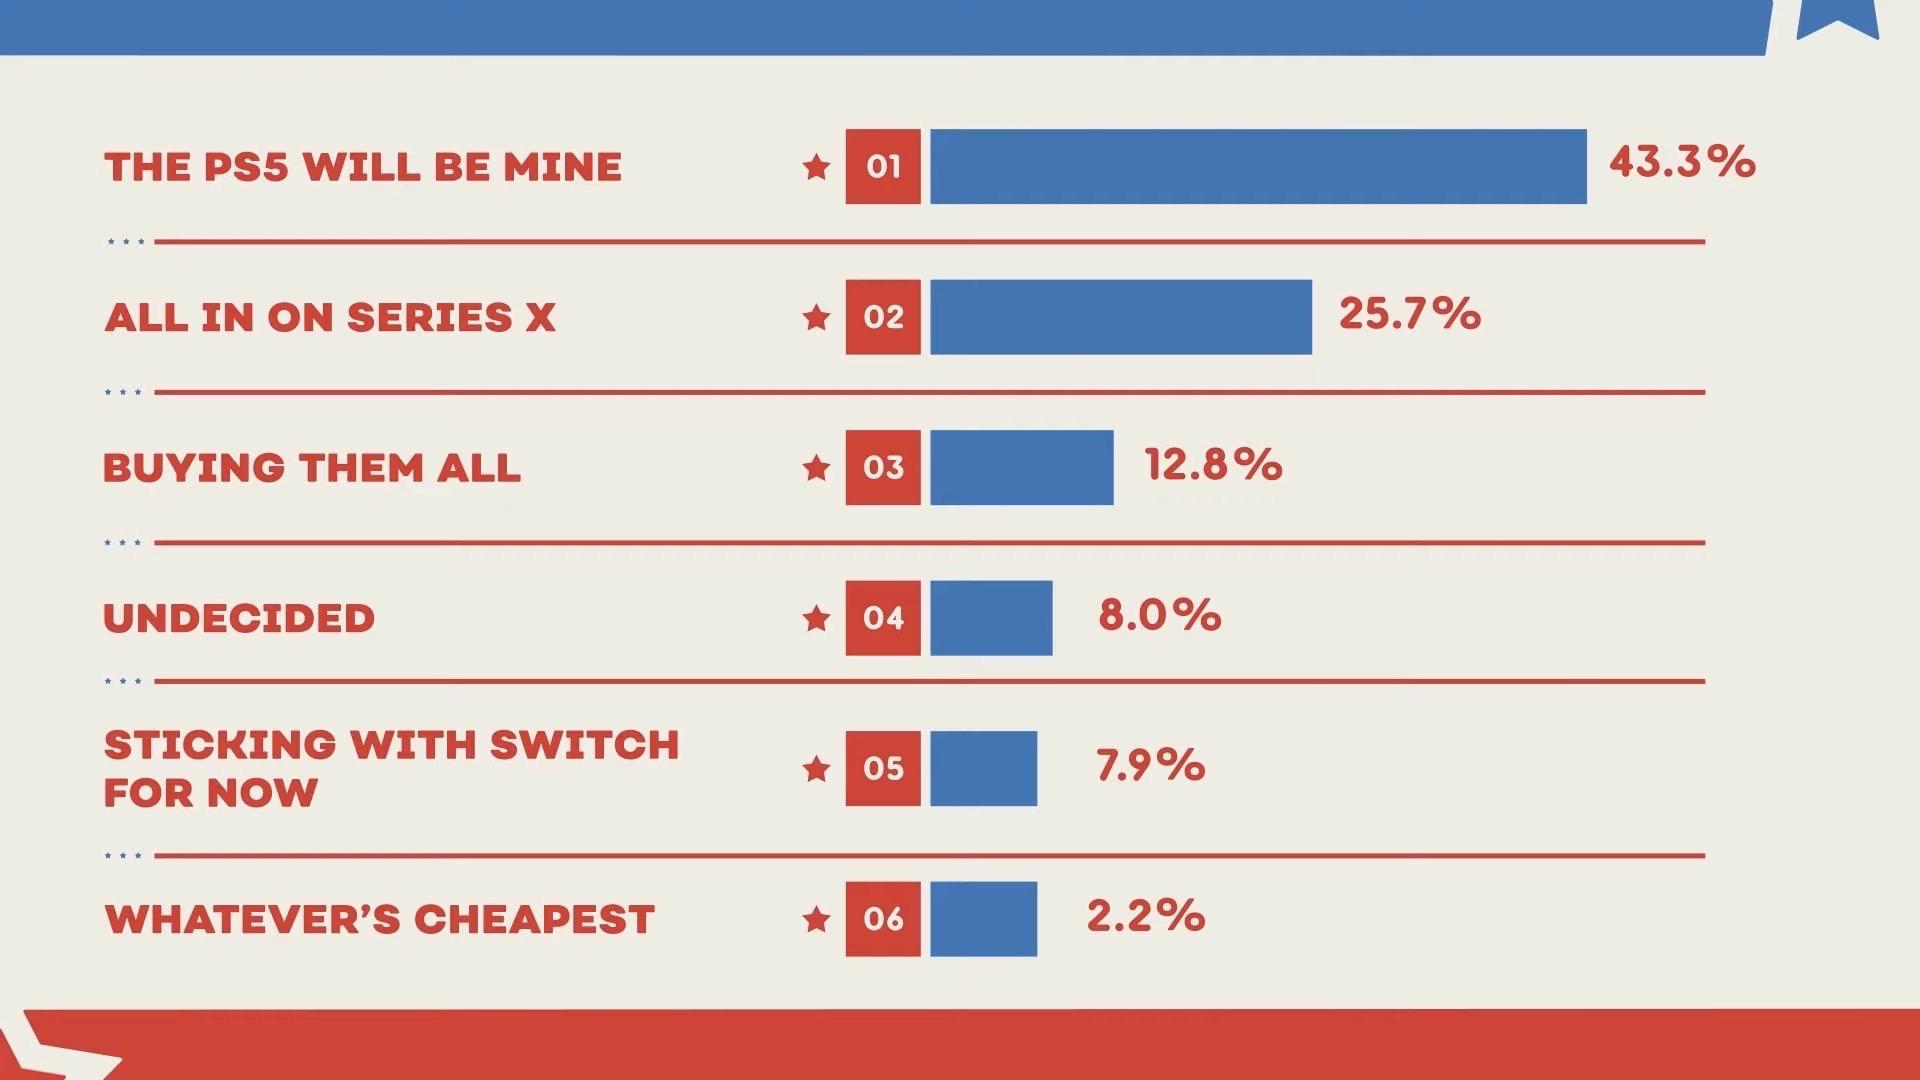 THE PS5 WILL BE MINE 01 43.3%
ALL IN ON SERIES X 02 25.7%
BUYING THEM ALL 03 12.8%
UNDECIDED 04 8.0%
STICKING WITH SWITCH
FOR NOW 05 7.9%
WHATEVER’S CHEAPEST 06 2.2%